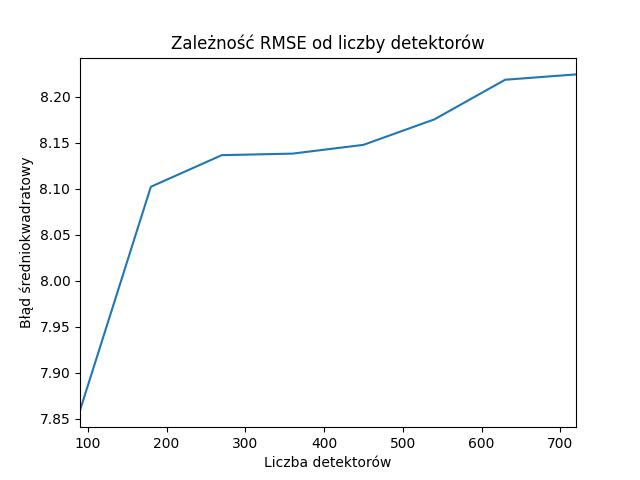 Zależność RMSE od liczby detektorów
8.20
8.15
8.10
8.05
8.00
7.95
7.90
7.85
Błąd średniokwadratowy
100 200 300 400 500 600 700
Liczba detektorów